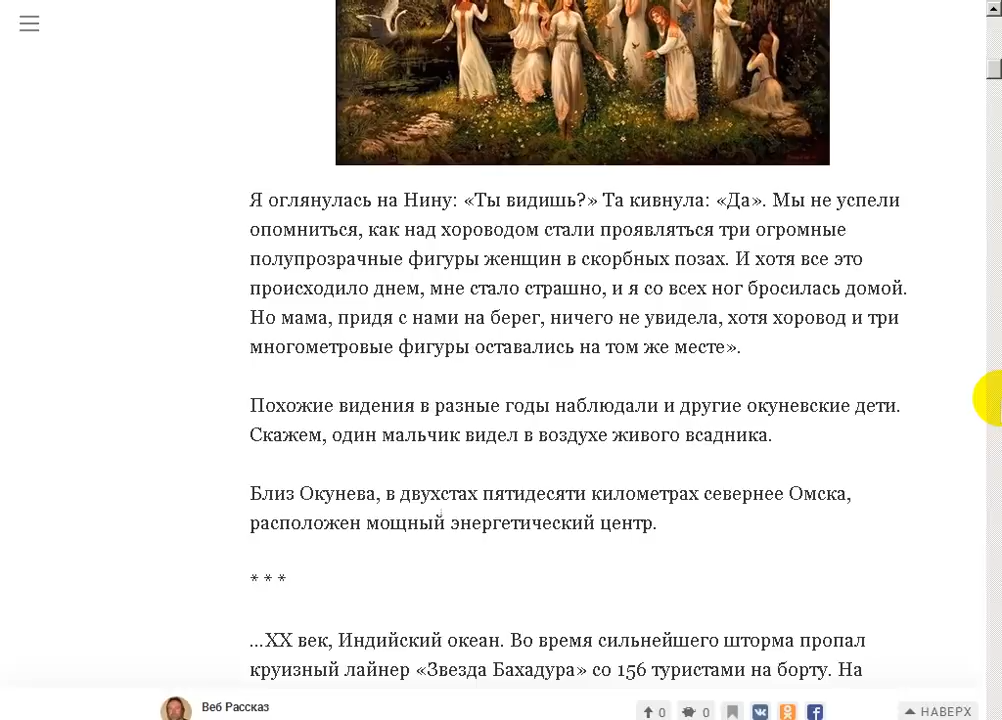 Я оглянулась на Нину: «Ты видишь?» Та кивнула: «Да». Мы не успели
опомниться, как над хороводом стали проявляться три огромные
полупрозрачные фигуры женщин в скорбных позах. И хотя все это
происходило днем, мне стало страшно, и я со всех ног бросилась домой.
Но мама, придя с нами на берег, ничего не увидела, хотя хоровод и три
многометровые фигуры оставались на том же месте».
Похожие видения в разные годы наблюдали и другие окуневские дети.
Скажем, один мальчик видел в воздухе живого всадника.
Близ Окунева, в двухстах пятидесяти километрах севернее Омска,
расположен мощный энергетический центр.
* * *
...XX век, Индийский океан. Во время сильнейшего шторма пропал
круизный лайнер «Звезда Бахадура» со 156 туристами на борту. На
Веб Рассказ
0
0
НАВЕРХ